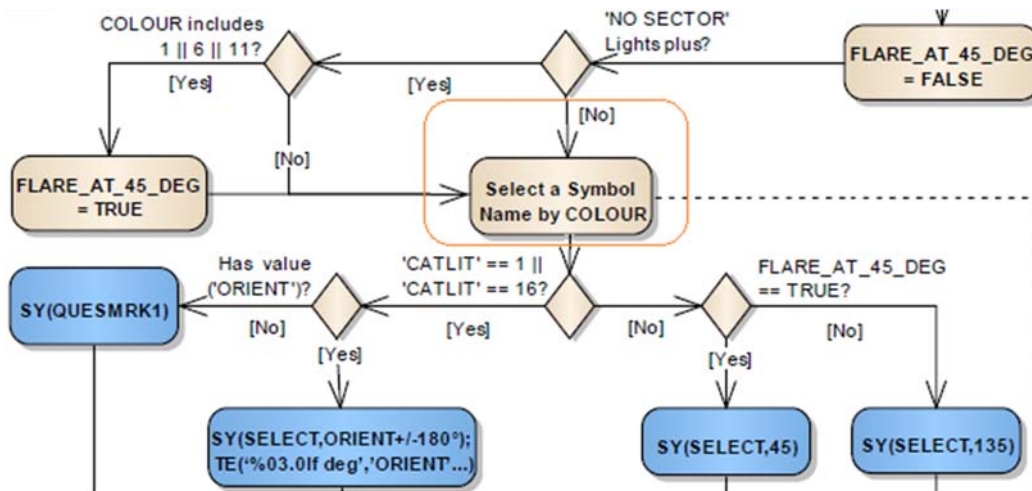 COLOUR includes
1 || 6 || 11?
'NO SECTOR'
Lights plus?
FLARE_AT_45_DEG
= FALSE
[Yes]
[Yes]
[No]
[No]
FLARE_AT_45_DEG
= TRUE
Select a Symbol
Name by COLOUR
Has value
('ORIENT')?
'CATLIT' == 1 ||
'CATLIT' == 16?
FLARE_AT_45_DEG
== TRUE?
SY(QUESMRK1)
[No]
[Yes]
[No]
[No]
[Yes]
[Yes]
SY(SELECT,ORIENT+/-180°);
TE('%03.0lf deg','ORIENT'...)
SY(SELECT,45)
SY(SELECT,135)